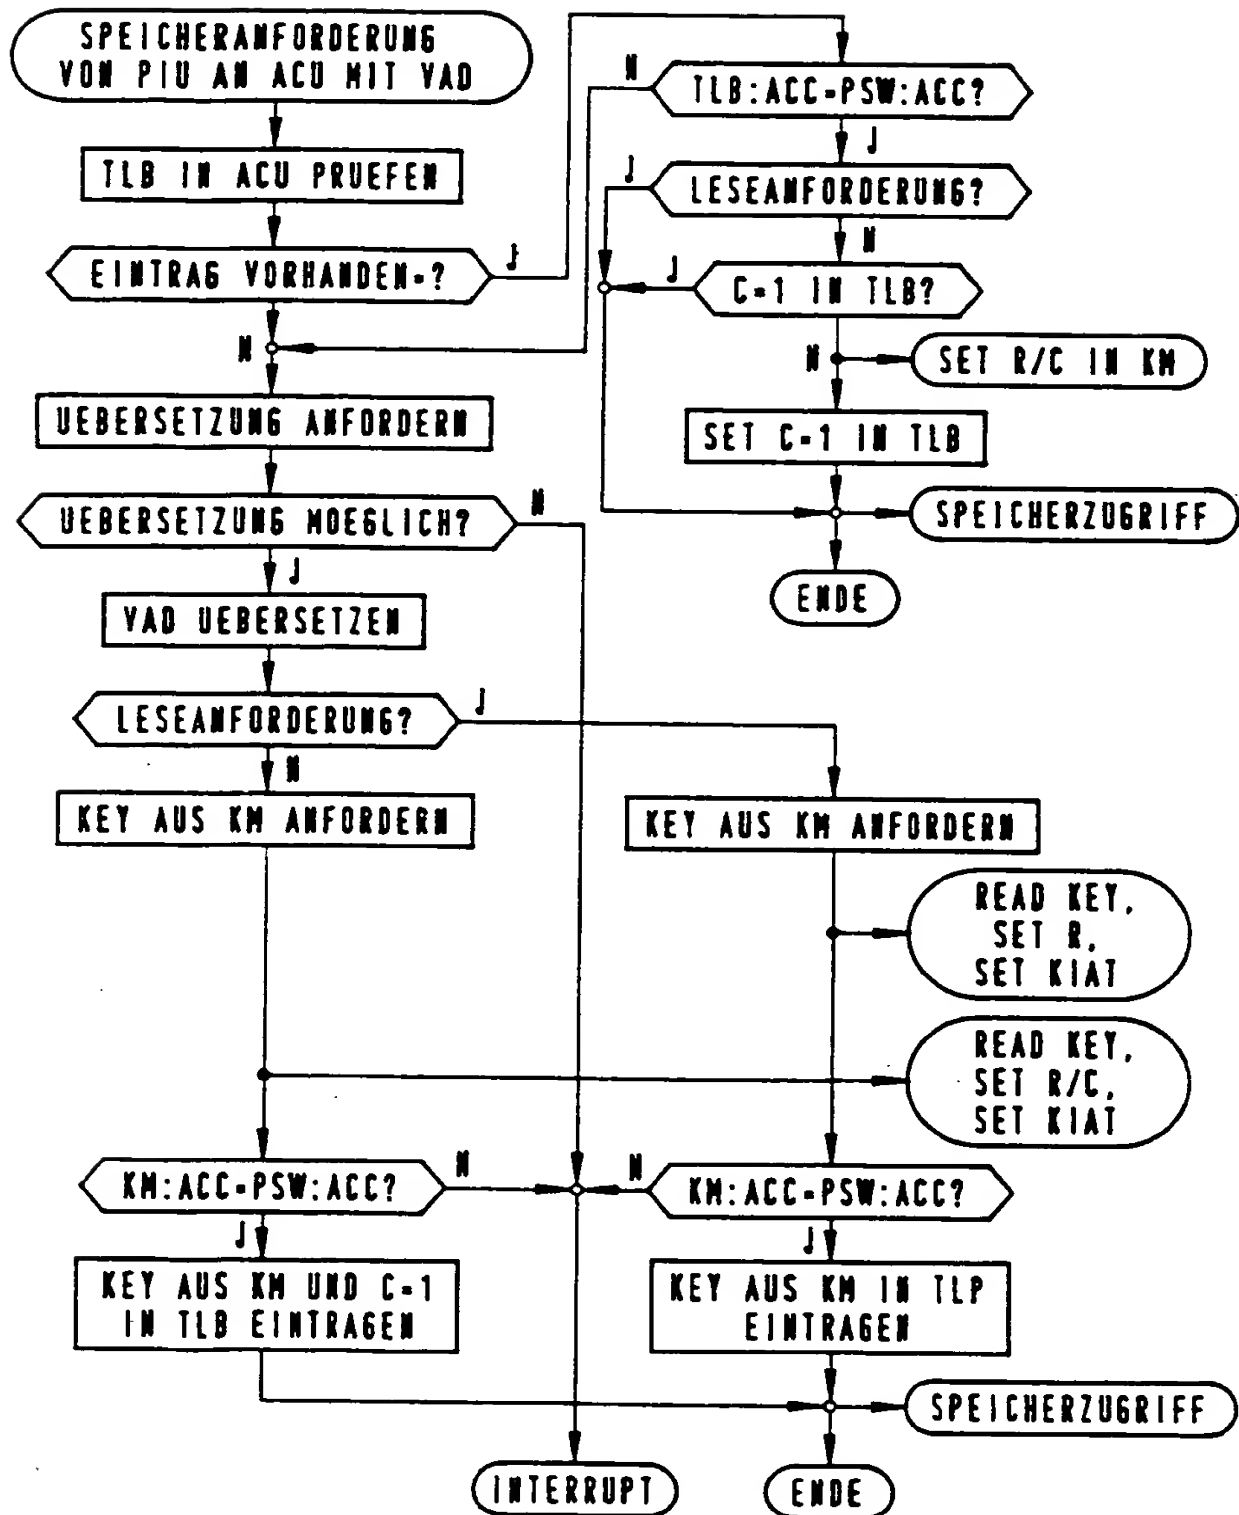 SPEICHERANFORDERUNG
VON PIU AN ACU MIT VAD
TLB IN ACU PRUEFEN
EINTRAG VORHANDEN=?
J
N
UEBERSETZUNG ANFORDERN
UEBERSETZUNG MOEGLICH?
N
J
VAD UEBERSETZEN
LESEANFORDERUNG?
J
N
KEY AUS KM ANFORDERN
KM:ACC=PSW:ACC?
N
J
KEY AUS KM UND C=1
IN TLB EINTRAGEN
INTERRUPT
N
TLB:ACC=PSW:ACC?
J
J
LESEANFORDERUNG?
N
J
C=1 IN TLB?
N
SET R/C IN KM
SET C=1 IN TLB
SPEICHERZUGRIFF
ENDE
KEY AUS KM ANFORDERN
READ KEY,
SET R,
SET KIAT
READ KEY,
SET R/C,
SET KIAT
N
KM:ACC=PSW:ACC?
J
KEY AUS KM IN TLP
EINTRAGEN
SPEICHERZUGRIFF
ENDE